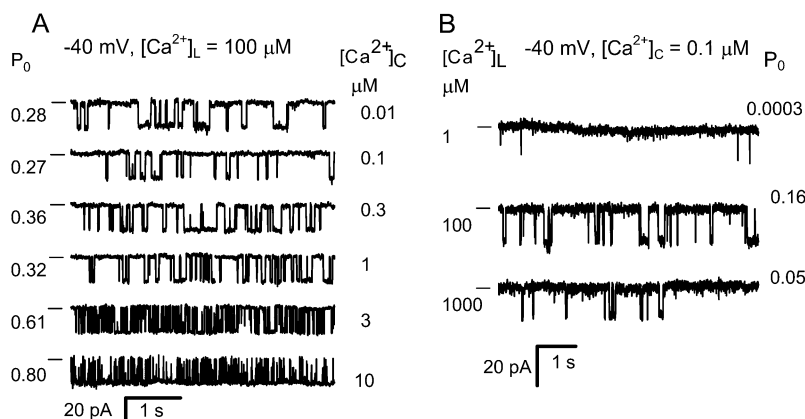 A
-40 mV, [Ca2+]L = 100 µM
P0
[Ca2+]C
µM
0.28
0.01
0.27
0.1
0.36
0.3
0.32
1
0.61
3
0.80
10
20 pA
1 s
B
[Ca2+]L
-40 mV, [Ca2+]C = 0.1 µM
P0
µM
0.0003
1
0.16
100
0.05
1000
20 pA
1 s